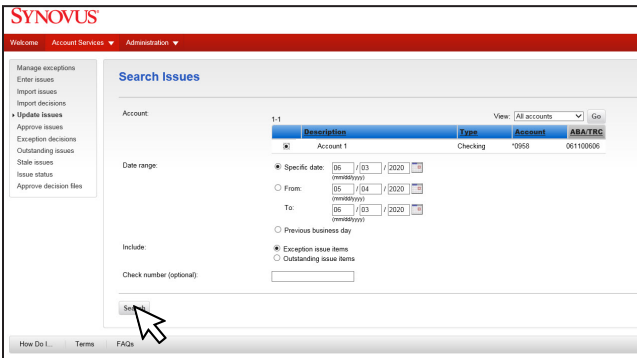 SYNOVUS®
Welcome Account Services Administration
Manage exceptions
Enter issues
Import issues
Import decisions
Update issues
Approve issues
Exception decisions
Outstanding issues
Stale issues
Issue status
Approve decision files
Search Issues
Account:
1-1 View: All accounts Go
Description Type Account ABA/TRC
Account 1 Checking *0958 061100606
Date range:
Specific date: 06 / 03 / 2020
(mm/dd/yyyy)
From: 05 / 04 / 2020
(mm/dd/yyyy)
To: 06 / 03 / 2020
(mm/dd/yyyy)
Previous business day
Include:
Exception issue items
Outstanding issue items
Check number (optional):
Search
How Do I... Terms FAQs